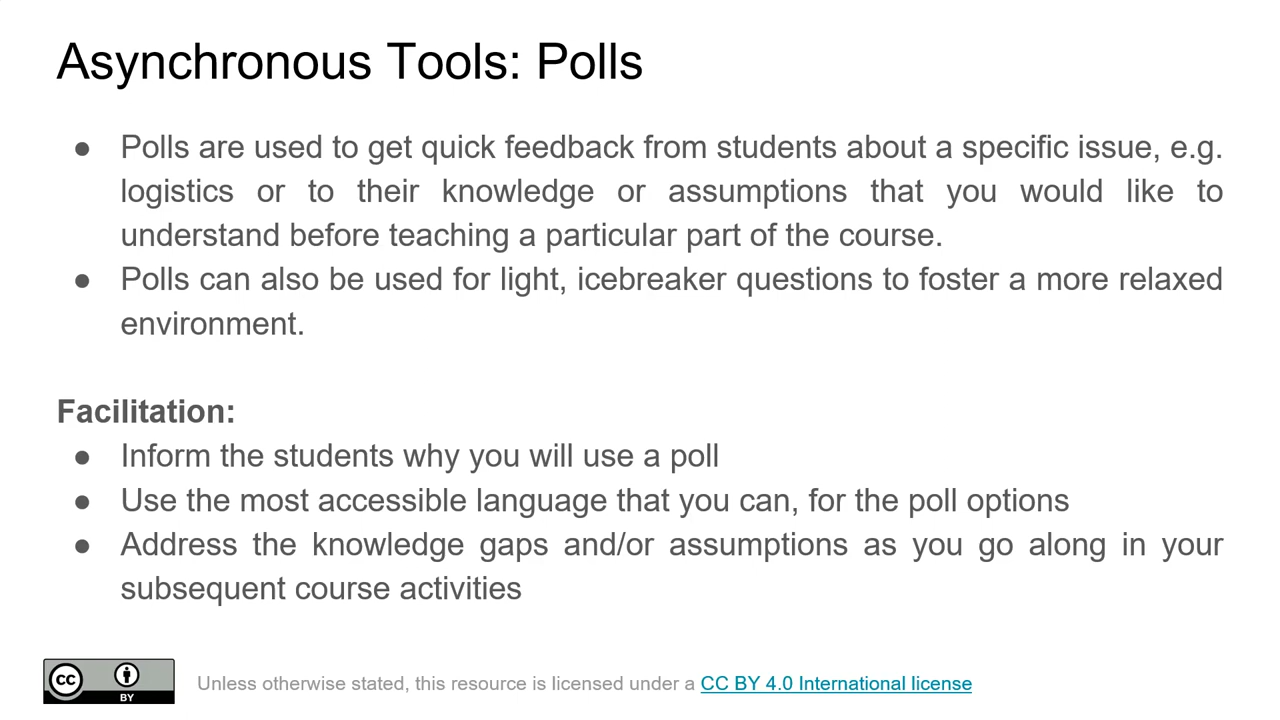 Asynchronous Tools: Polls
● Polls are used to get quick feedback from students about a specific issue, e.g.
logistics or to their knowledge or assumptions that you would like to
understand before teaching a particular part of the course.
● Polls can also be used for light, icebreaker questions to foster a more relaxed
environment.
Facilitation:
● Inform the students why you will use a poll
● Use the most accessible language that you can, for the poll options
● Address the knowledge gaps and/or assumptions as you go along in your
subsequent course activities
cc
BY
Unless otherwise stated, this resource is licensed under a CC BY 4.0 International license